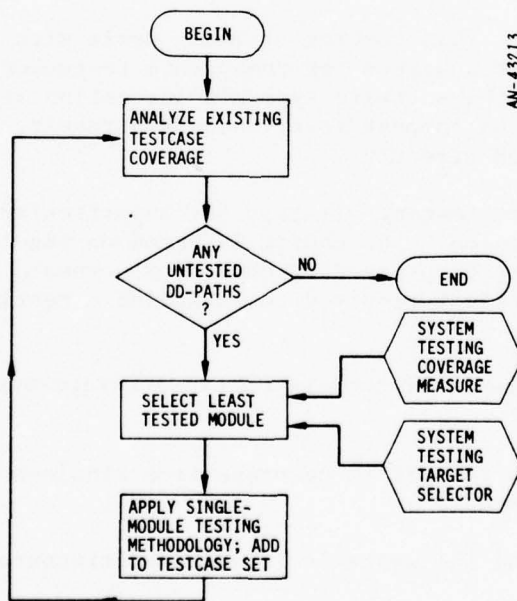 BEGIN
AN-43213
ANALYZE EXISTING
TESTCASE
COVERAGE
ANY
UNTESTED
DD-PATHS
?
NO
END
YES
SYSTEM
TESTING
COVERAGE
MEASURE
SELECT LEAST
TESTED MODULE
SYSTEM
TESTING
TARGET
SELECTOR
APPLY SINGLE-
MODULE TESTING
METHODOLOGY; ADD
TO TESTCASE SET